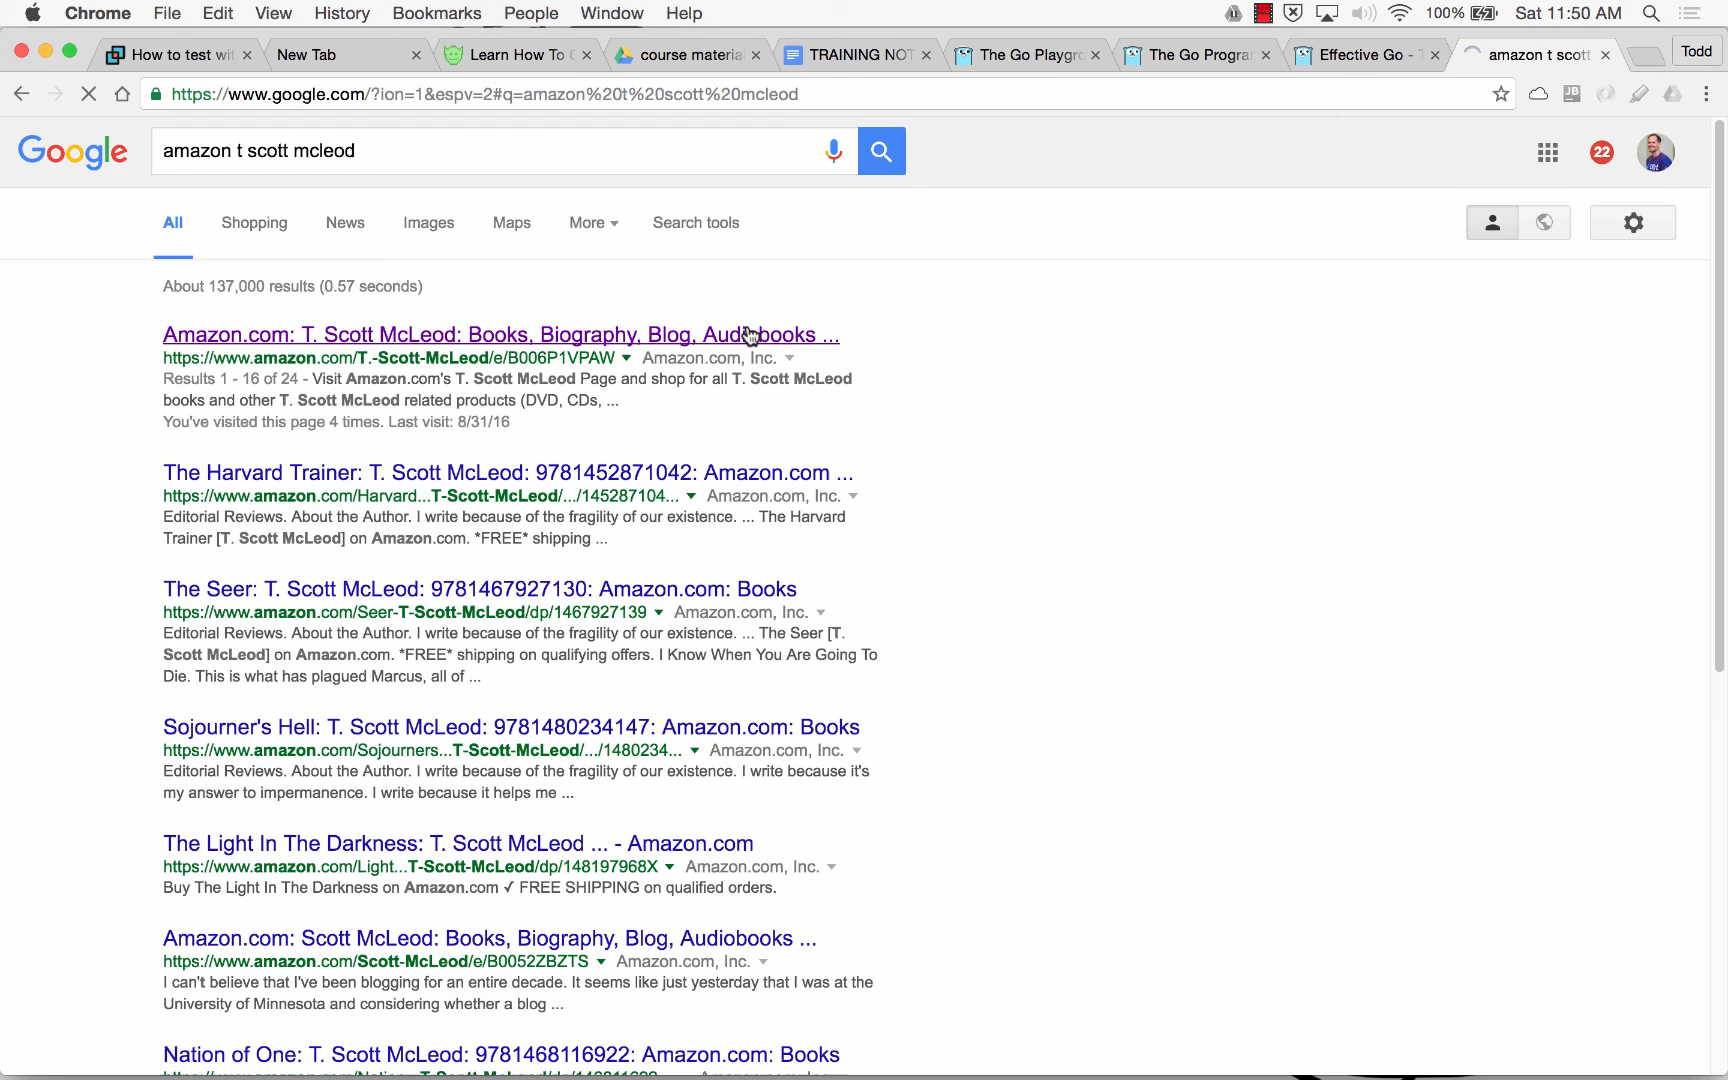 Chrome File Edit View History Bookmarks People Window Help 100% Sat 11:50 AM
How to test wit New Tab Learn How To course materia TRAINING NOT The Go Playgr The Go Progra Effective Go - amazon t scott Todd
https://www.google.com/?ion=1&espv=2#q=amazon%20t%20scott%20mcleod JB
Google amazon t scott mcleod 22
All Shopping News Images Maps More Search tools
About 137,000 results (0.57 seconds)
Amazon.com: T. Scott McLeod: Books, Biography, Blog, Audiobooks ...
https://www.amazon.com/T.-Scott-McLeod/e/B006P1VPAW Amazon.com, Inc.
Results 1 - 16 of 24 - Visit Amazon.com's T. Scott McLeod Page and shop for all T. Scott McLeod
books and other T. Scott McLeod related products (DVD, CDs, ...
You've visited this page 4 times. Last visit: 8/31/16
The Harvard Trainer: T. Scott McLeod: 9781452871042: Amazon.com ...
https://www.amazon.com/Harvard...T-Scott-McLeod/.../145287104... Amazon.com, Inc.
Editorial Reviews. About the Author. I write because of the fragility of our existence. ... The Harvard
Trainer [T. Scott McLeod] on Amazon.com. *FREE* shipping ...
The Seer: T. Scott McLeod: 9781467927130: Amazon.com: Books
https://www.amazon.com/Seer-T-Scott-McLeod/dp/1467927139 Amazon.com, Inc.
Editorial Reviews. About the Author. I write because of the fragility of our existence. ... The Seer [T.
Scott McLeod] on Amazon.com. *FREE* shipping on qualifying offers. I Know When You Are Going To
Die. This is what has plagued Marcus, all of ...
Sojourner's Hell: T. Scott McLeod: 9781480234147: Amazon.com: Books
https://www.amazon.com/Sojourners...T-Scott-McLeod/.../1480234... Amazon.com, Inc.
Editorial Reviews. About the Author. I write because of the fragility of our existence. I write because it's
my answer to impermanence. I write because it helps me ...
The Light In The Darkness: T. Scott McLeod ... - Amazon.com
https://www.amazon.com/Light...T-Scott-McLeod/dp/148197968X Amazon.com, Inc.
Buy The Light In The Darkness on Amazon.com ✓ FREE SHIPPING on qualified orders.
Amazon.com: Scott McLeod: Books, Biography, Blog, Audiobooks ...
https://www.amazon.com/Scott-McLeod/e/B0052ZBZTS Amazon.com, Inc.
I can't believe that I've been blogging for an entire decade. It seems like just yesterday that I was at the
University of Minnesota and considering whether a blog ...
Nation of One: T. Scott McLeod: 9781468116922: Amazon.com: Books